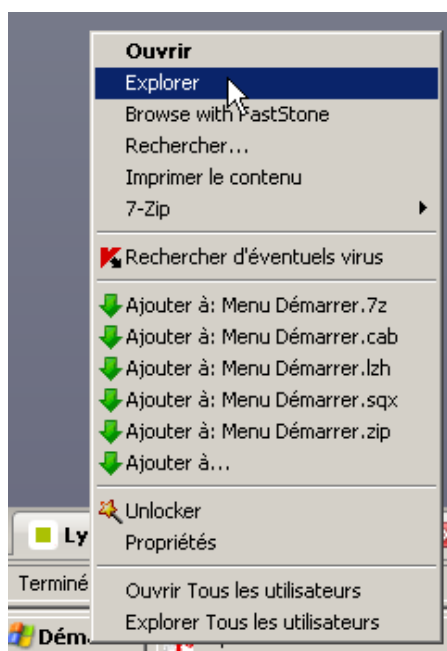 Ouvrir
Explorer
Browse with FastStone
Rechercher...
Imprimer le contenu
7-Zip
Rechercher d'éventuels virus
Ajouter à: Menu Démarrer.7z
Ajouter à: Menu Démarrer.cab
Ajouter à: Menu Démarrer.lzh
Ajouter à: Menu Démarrer.sqx
Ajouter à: Menu Démarrer.zip
Ajouter à...
Unlocker
Ly
Propriétés
Terminé
Ouvrir Tous les utilisateurs
Explorer Tous les utilisateurs
Dém